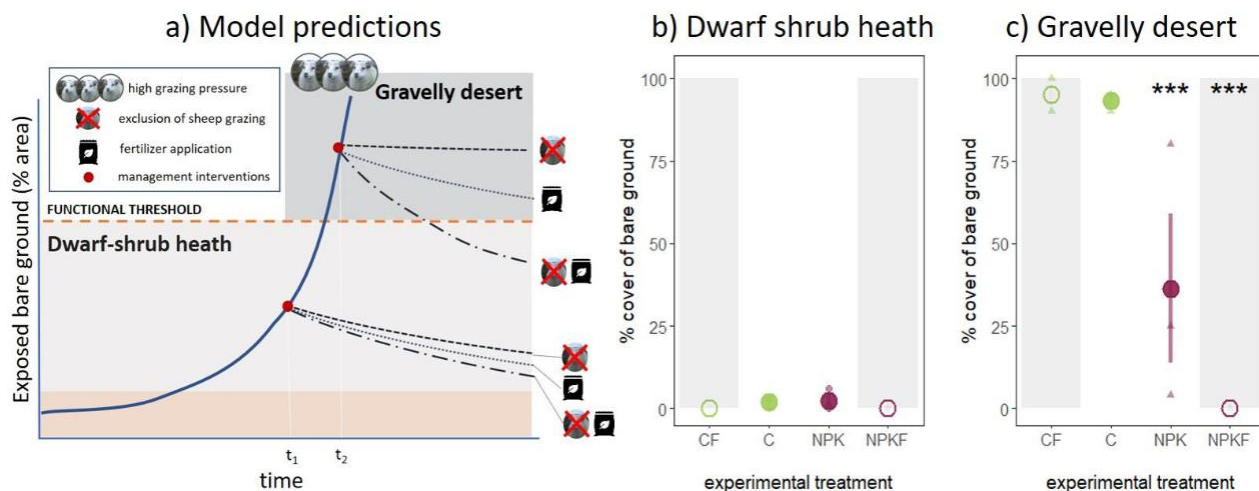 a) Model predictions
high grazing pressure
exclusion of sheep grazing
fertilizer application
management interventions
Gravelly desert
FUNCTIONAL THRESHOLD
Dwarf-shrub heath
Exposed bare ground (% area)
t1 t2
time
b) Dwarf shrub heath
100
75
50
25
0
% cover of bare ground
CF C NPK NPKF
experimental treatment
c) Gravelly desert
*** ***
100
75
50
25
0
% cover of bare ground
CF C NPK NPKF
experimental treatment